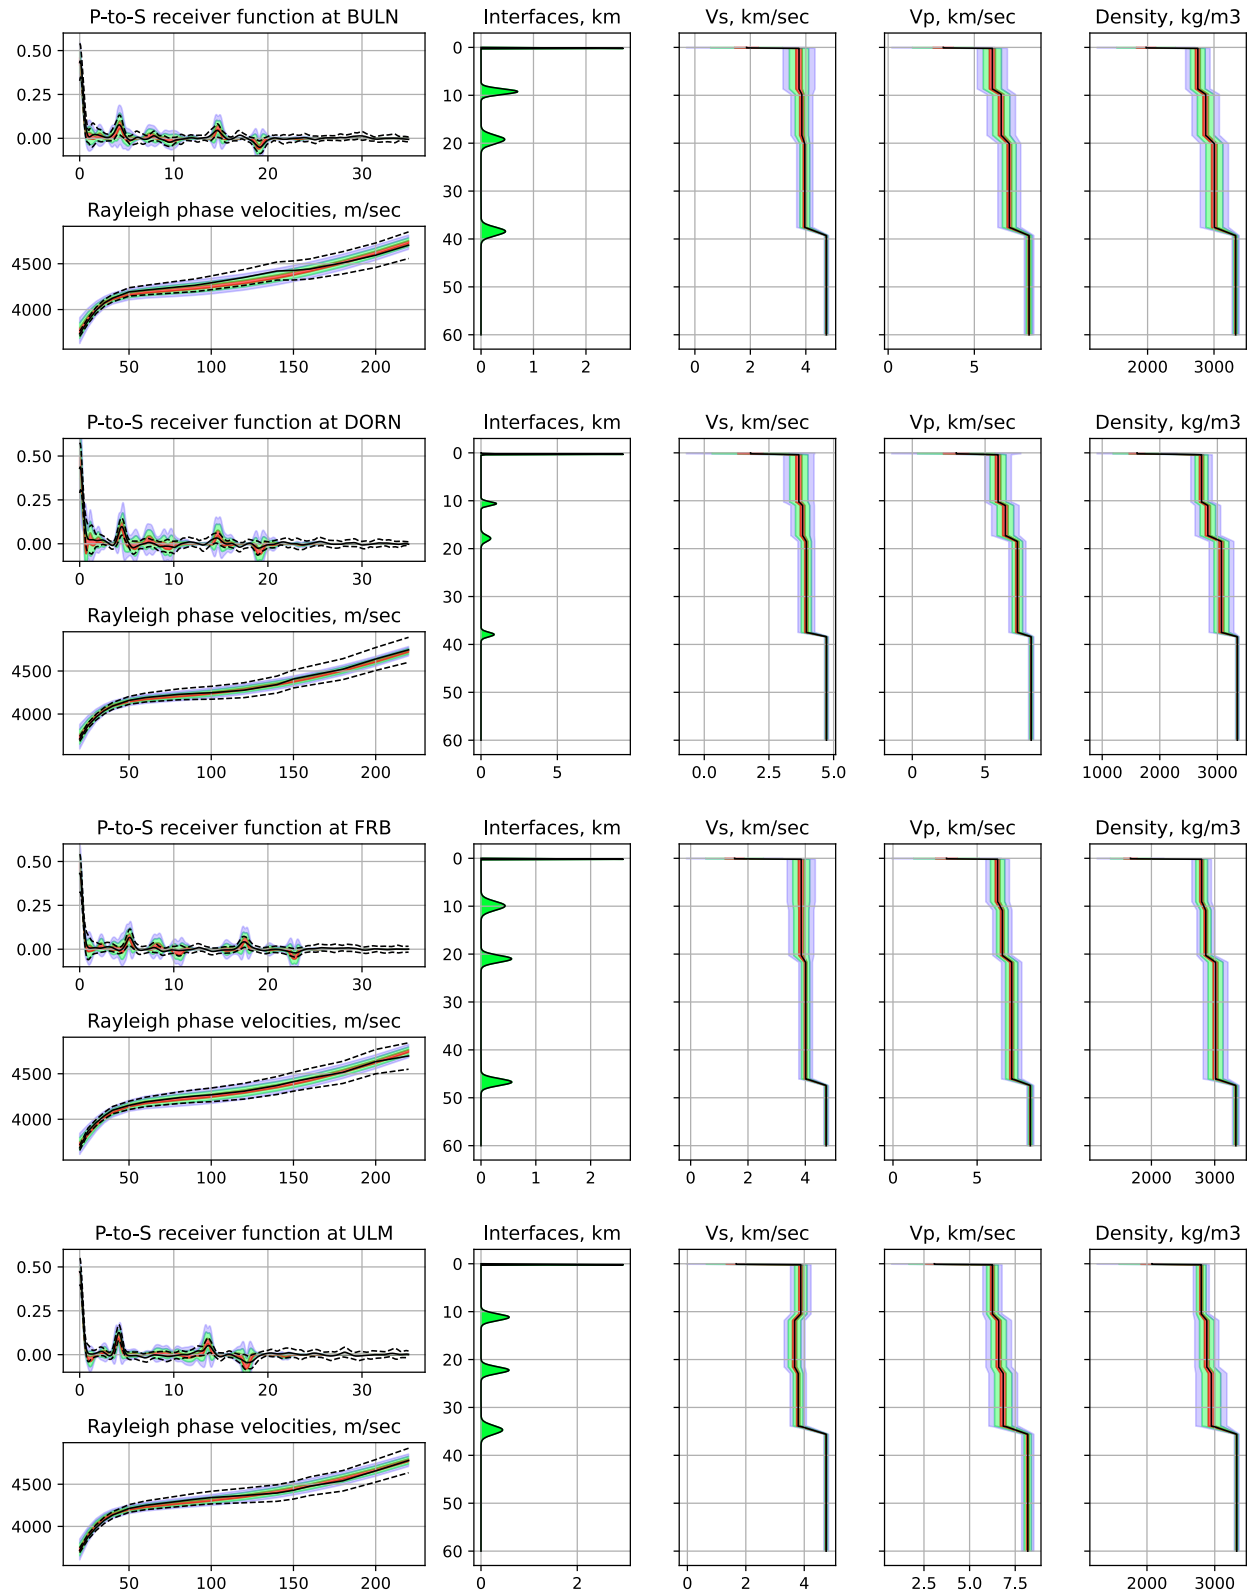 P-to-S receiver function at BULN
Interfaces, km
Vs, km/sec
Vp, km/sec
Density, kg/m3
0.50
0.25
0.00
0 10 20 30
Rayleigh phase velocities, m/sec
4500
4000
50 100 150 200
0
10
20
30
40
50
60
0 1 2
0 2 4
0 5
2000 3000
P-to-S receiver function at DORN
Interfaces, km
Vs, km/sec
Vp, km/sec
Density, kg/m3
0.50
0.25
0.00
0 10 20 30
Rayleigh phase velocities, m/sec
4500
4000
50 100 150 200
0
10
20
30
40
50
60
0 5
0.0 2.5 5.0
0 5
1000 2000 3000
P-to-S receiver function at FRB
Interfaces, km
Vs, km/sec
Vp, km/sec
Density, kg/m3
0.50
0.25
0.00
0 10 20 30
Rayleigh phase velocities, m/sec
4500
4000
50 100 150 200
0
10
20
30
40
50
60
0 1 2
0 2 4
0 5
2000 3000
P-to-S receiver function at ULM
Interfaces, km
Vs, km/sec
Vp, km/sec
Density, kg/m3
0.50
0.25
0.00
0 10 20 30
Rayleigh phase velocities, m/sec
4500
4000
50 100 150 200
0
10
20
30
40
50
60
0 2
0 2 4
2.5 5.0 7.5
2000 3000